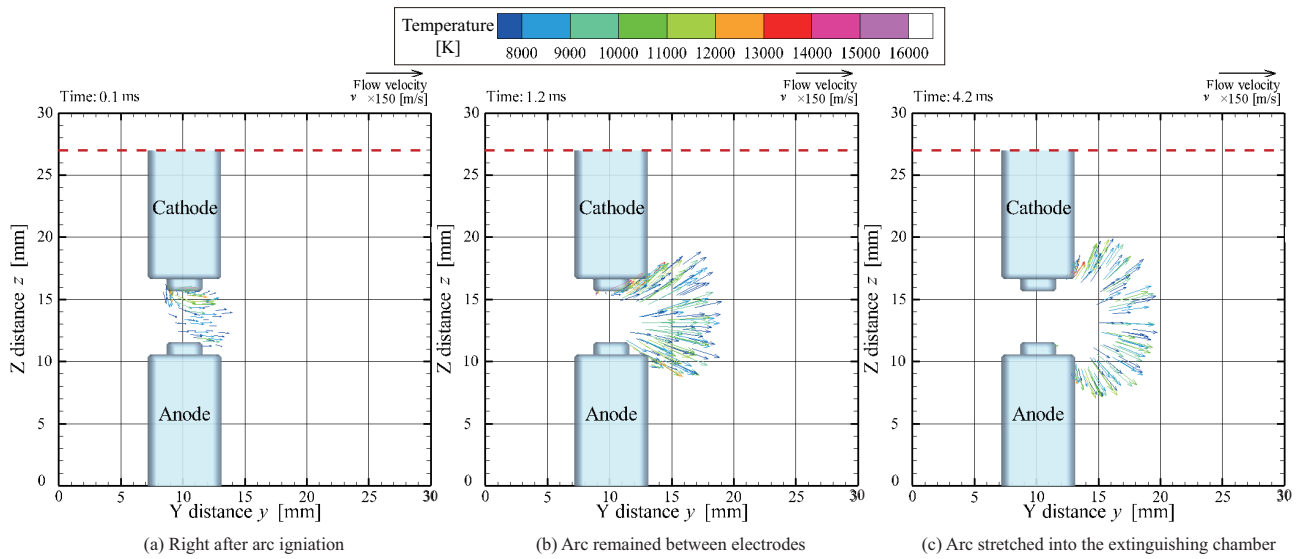 Temperature
[K]
8000 9000 10000 11000 12000 13000 14000 15000 16000
Time: 0.1 ms
Flow velocity
v ×150 [m/s]
30
25
20
15
10
5
0
Z distance z [mm]
Cathode
Anode
0 5 10 15 20 25 30
Y distance y [mm]
(a) Right after arc igniation
Time: 1.2 ms
Flow velocity
v ×150 [m/s]
30
25
20
15
10
5
0
Z distance z [mm]
Cathode
Anode
0 5 10 15 20 25 30
Y distance y [mm]
(b) Arc remained between electrodes
Time: 4.2 ms
Flow velocity
v ×150 [m/s]
30
25
20
15
10
5
0
Z distance z [mm]
Cathode
Anode
0 5 10 15 20 25 30
Y distance y [mm]
(c) Arc stretched into the extinguishing chamber